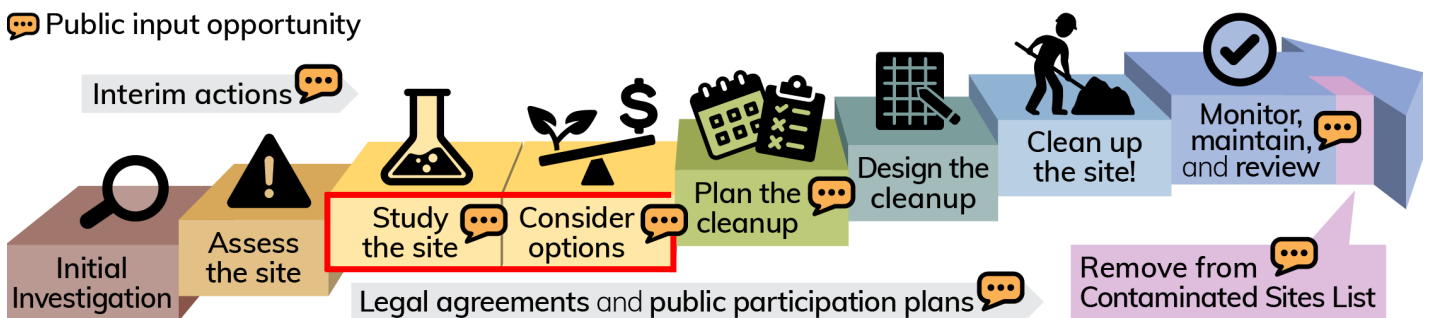 Public input opportunity
Interim actions
Initial
Investigation
Assess
the site
Study
the site
Consider
options
Plan the
cleanup
Design the
cleanup
Clean up
the site!
Monitor,
maintain,
and review
Legal agreements and public participation plans
Remove from
Contaminated Sites List